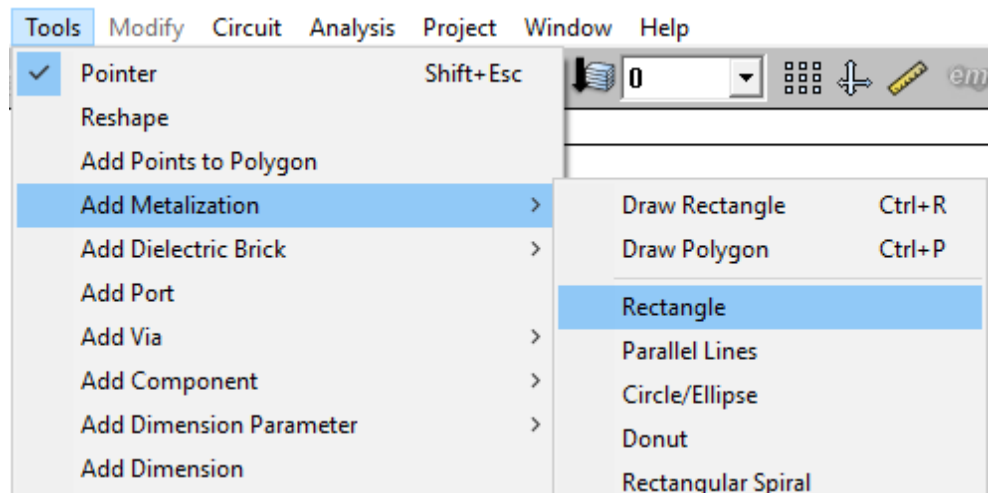 Tools Modify Circuit Analysis Project Window Help
Pointer Shift+Esc
0
em
Reshape
Add Points to Polygon
Add Metalization
Draw Rectangle Ctrl+R
Add Dielectric Brick
Draw Polygon Ctrl+P
Add Port
Rectangle
Add Via
Parallel Lines
Add Component
Circle/Ellipse
Add Dimension Parameter
Donut
Add Dimension
Rectangular Spiral